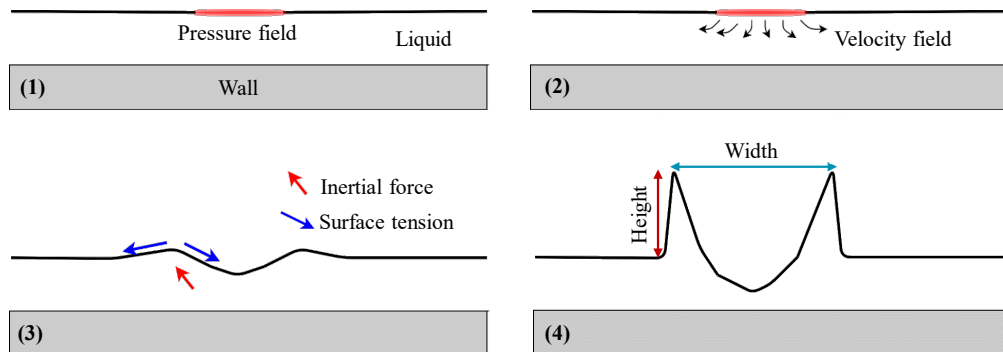 Pressure field
Liquid
(1)
Wall
Velocity field
(2)
Inertial force
Surface tension
(3)
Width
Height
(4)